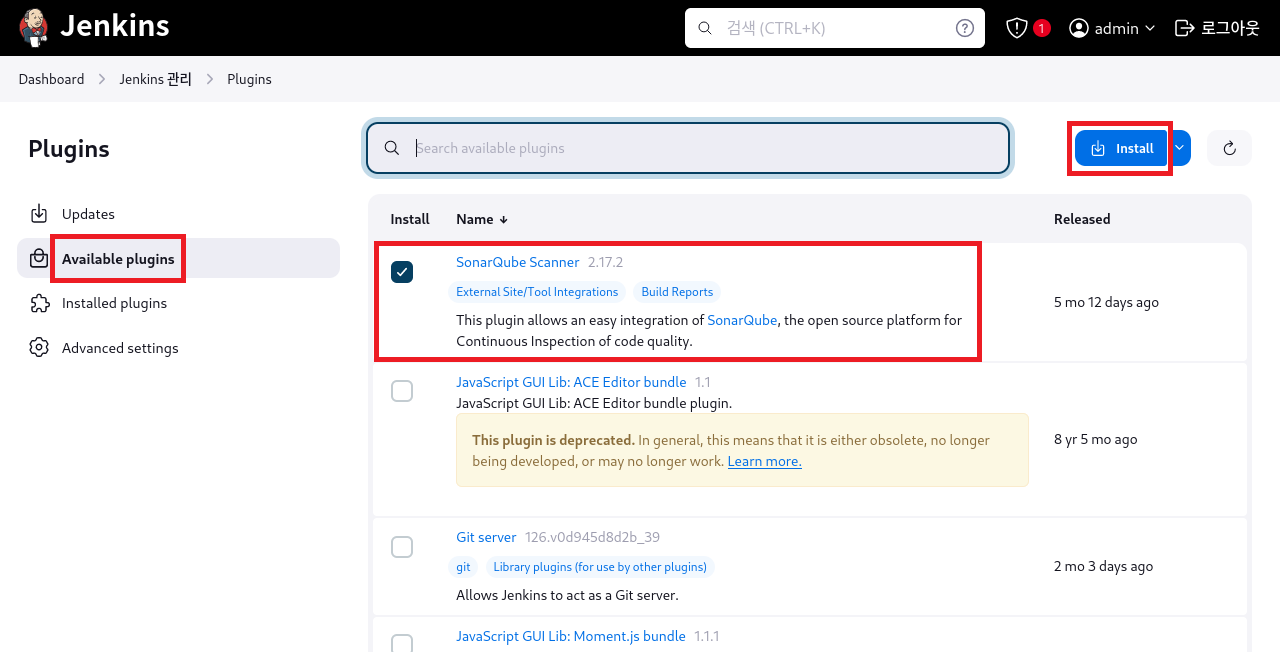 Jenkins
검색 (CTRL+K)
1
admin
로그아웃
Dashboard
Jenkins 관리
Plugins
Plugins
Updates
Available plugins
Installed plugins
Advanced settings
Search available plugins
Install
Install
Name ↓
Released
SonarQube Scanner 2.17.2
External Site/Tool Integrations
Build Reports
This plugin allows an easy integration of SonarQube, the open source platform for
Continuous Inspection of code quality.
5 mo 12 days ago
JavaScript GUI Lib: ACE Editor bundle 1.1
JavaScript GUI Lib: ACE Editor bundle plugin.
This plugin is deprecated. In general, this means that it is either obsolete, no longer
being developed, or may no longer work. Learn more.
8 yr 5 mo ago
Git server 126.v0d945d8d2b_39
git
Library plugins (for use by other plugins)
Allows Jenkins to act as a Git server.
2 mo 3 days ago
JavaScript GUI Lib: Moment.js bundle 1.1.1